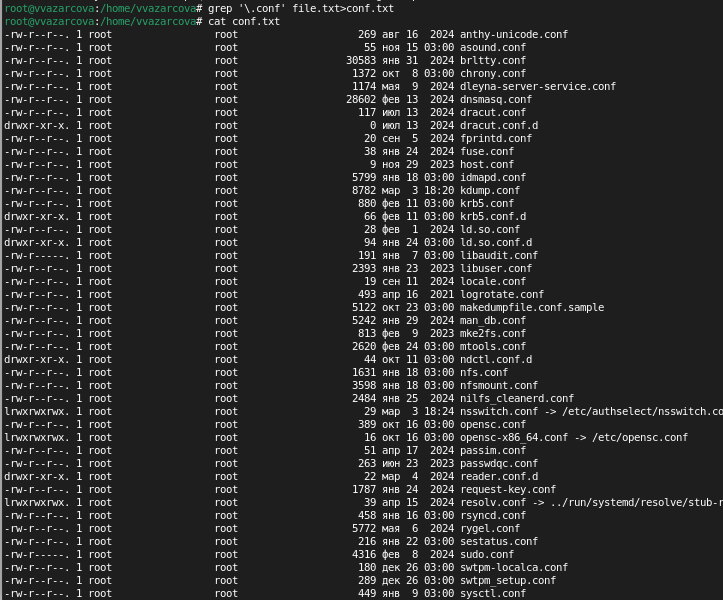 root@vvazarcova:/home/vvazarcova# grep '\.conf' file.txt>conf.txt
root@vvazarcova:/home/vvazarcova# cat conf.txt
-rw-r--r--. 1 root root 269 авг 16 2024 anthy-unicode.conf
-rw-r--r--. 1 root root 55 ноя 15 03:00 asound.conf
-rw-r--r--. 1 root root 30583 янв 31 2024 brltty.conf
-rw-r--r--. 1 root root 1372 окт 8 03:00 chrony.conf
-rw-r--r--. 1 root root 1174 мая 9 2024 dleyna-server-service.conf
-rw-r--r--. 1 root root 28602 фев 13 2024 dnsmasq.conf
-rw-r--r--. 1 root root 117 июл 13 2024 dracut.conf
drwxr-xr-x. 1 root root 0 июл 13 2024 dracut.conf.d
-rw-r--r--. 1 root root 20 сен 5 2024 fprintd.conf
-rw-r--r--. 1 root root 38 янв 24 2024 fuse.conf
-rw-r--r--. 1 root root 9 ноя 29 2023 host.conf
-rw-r--r--. 1 root root 5799 янв 18 03:00 idmapd.conf
-rw-r--r--. 1 root root 8782 мар 3 18:20 kdump.conf
-rw-r--r--. 1 root root 880 фев 11 03:00 krb5.conf
drwxr-xr-x. 1 root root 66 фев 11 03:00 krb5.conf.d
-rw-r--r--. 1 root root 28 фев 1 2024 ld.so.conf
drwxr-xr-x. 1 root root 94 янв 24 03:00 ld.so.conf.d
-rw-r-----. 1 root root 191 янв 7 03:00 libaudit.conf
-rw-r--r--. 1 root root 2393 янв 23 2023 libuser.conf
-rw-r--r--. 1 root root 19 сен 11 2024 locale.conf
-rw-r--r--. 1 root root 493 апр 16 2021 logrotate.conf
-rw-r--r--. 1 root root 5122 окт 23 03:00 makedumpfile.conf.sample
-rw-r--r--. 1 root root 5242 янв 29 2024 man_db.conf
-rw-r--r--. 1 root root 813 фев 9 2023 mke2fs.conf
-rw-r--r--. 1 root root 2620 фев 24 03:00 mtools.conf
drwxr-xr-x. 1 root root 44 окт 11 03:00 ndctl.conf.d
-rw-r--r--. 1 root root 1631 янв 18 03:00 nfs.conf
-rw-r--r--. 1 root root 3598 янв 18 03:00 nfsmount.conf
-rw-r--r--. 1 root root 2484 янв 25 2024 nilfs_cleanerd.conf
lrwxrwxrwx. 1 root root 29 мар 3 18:24 nsswitch.conf -> /etc/authselect/nsswitch.co
-rw-r--r--. 1 root root 389 окт 16 03:00 opensc.conf
lrwxrwxrwx. 1 root root 16 окт 16 03:00 opensc-x86_64.conf -> /etc/opensc.conf
-rw-r--r--. 1 root root 51 апр 17 2024 passim.conf
-rw-r--r--. 1 root root 263 июн 23 2023 passwdqc.conf
drwxr-xr-x. 1 root root 22 мар 4 2024 reader.conf.d
-rw-r--r--. 1 root root 1787 янв 24 2024 request-key.conf
lrwxrwxrwx. 1 root root 39 апр 15 2024 resolv.conf -> ../run/systemd/resolve/stub-r
-rw-r--r--. 1 root root 458 янв 16 03:00 rsyncd.conf
-rw-r--r--. 1 root root 5772 мая 6 2024 rygel.conf
-rw-r--r--. 1 root root 216 янв 22 03:00 sestatus.conf
-rw-r-----. 1 root root 4316 фев 8 2024 sudo.conf
-rw-r--r--. 1 root root 180 дек 26 03:00 swtpm-localca.conf
-rw-r--r--. 1 root root 289 дек 26 03:00 swtpm_setup.conf
-rw-r--r--. 1 root root 449 янв 9 03:00 sysctl.conf